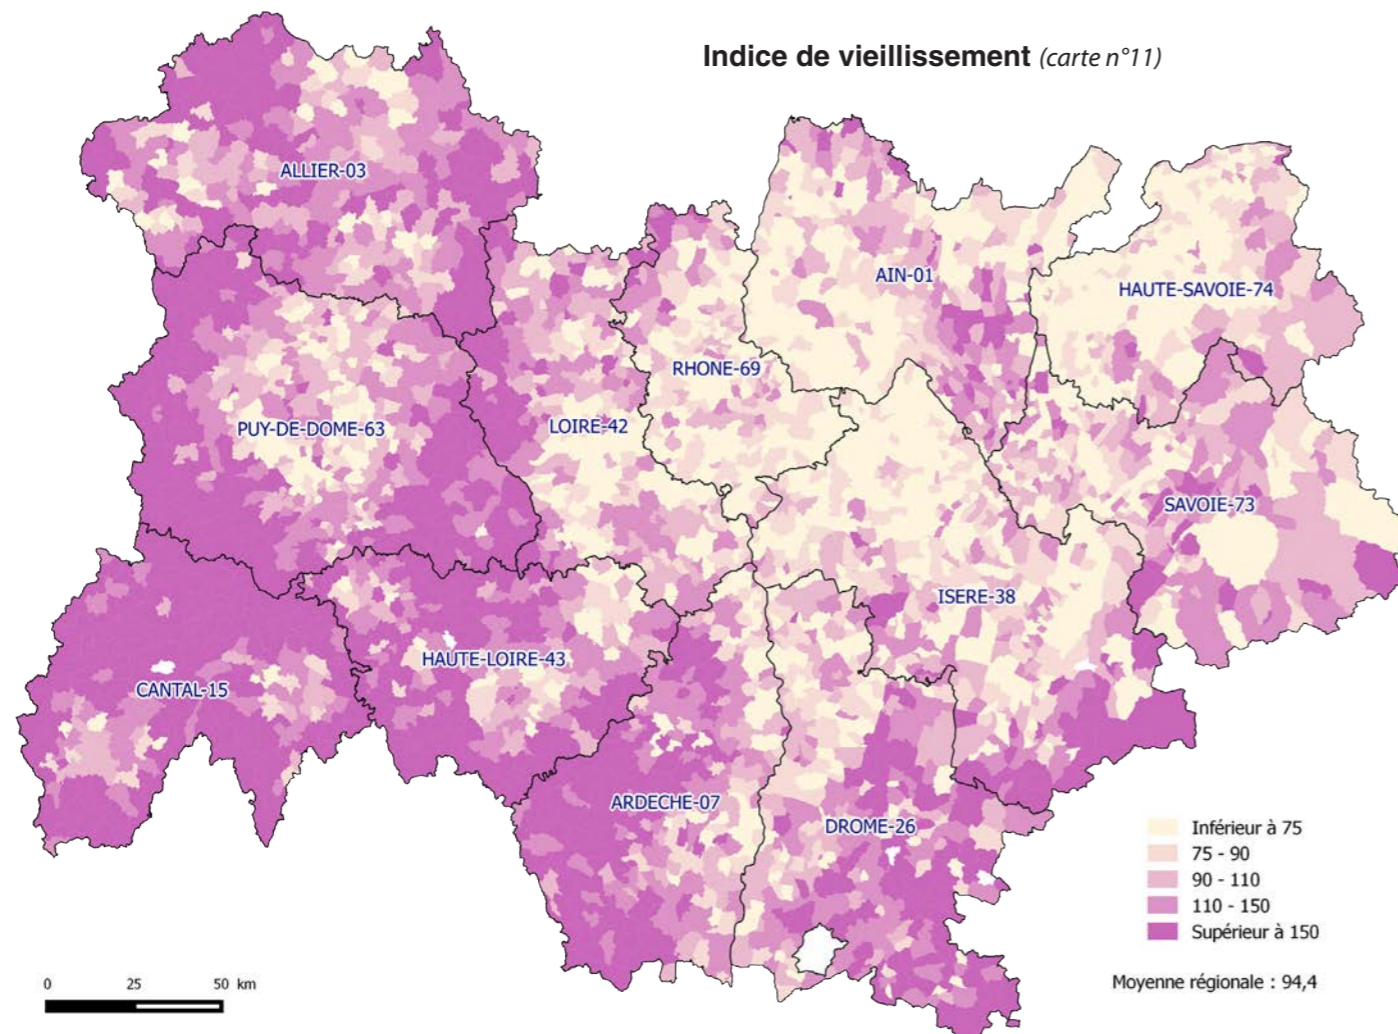 Indice de vieillissement (carte n°11)
ALLIER-03
AIN-01
HAUTE-SAVOIE-74
RHONE-69
PUY-DE-DOME-63
LOIRE-42
SAVOIE-73
ISERE-38
HAUTE-LOIRE-43
CANTAL-15
ARDECHE-07
DROME-26
Inférieur à 75
75 - 90
90 - 110
110 - 150
Supérieur à 150
Moyenne régionale : 94,4
0 25 50 km